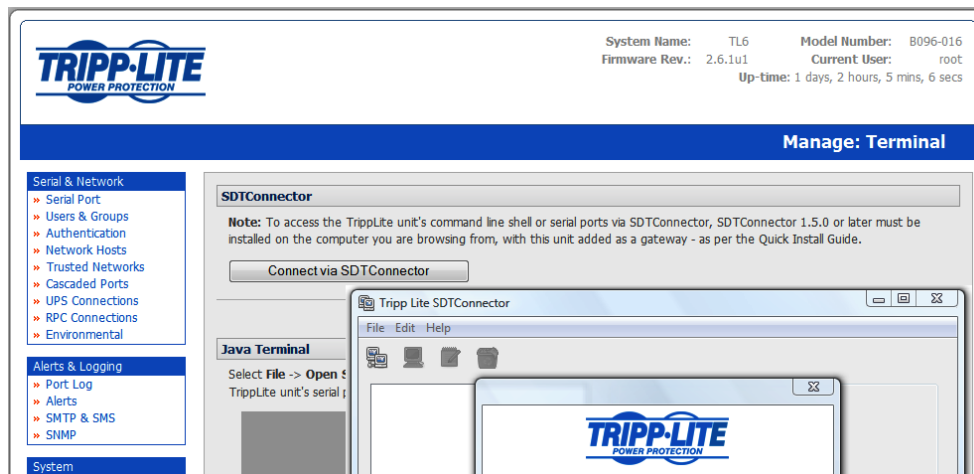 TRIPP·LITE
POWER PROTECTION
System Name: TL6 Model Number: B096-016
Firmware Rev.: 2.6.1u1 Current User: root
Up-time: 1 days, 2 hours, 5 mins, 6 secs
Manage: Terminal
Serial & Network
» Serial Port
» Users & Groups
» Authentication
» Network Hosts
» Trusted Networks
» Cascaded Ports
» UPS Connections
» RPC Connections
» Environmental
Alerts & Logging
» Port Log
» Alerts
» SMTP & SMS
» SNMP
System
SDTConnector
Note: To access the TrippLite unit's command line shell or serial ports via SDTConnector, SDTConnector 1.5.0 or later must be
installed on the computer you are browsing from, with this unit added as a gateway - as per the Quick Install Guide.
Connect via SDTConnector
Java Terminal
Select File -> Open S
TrippLite unit's serial
Tripp Lite SDTConnector
File Edit Help
TRIPP·LITE
POWER PROTECTION